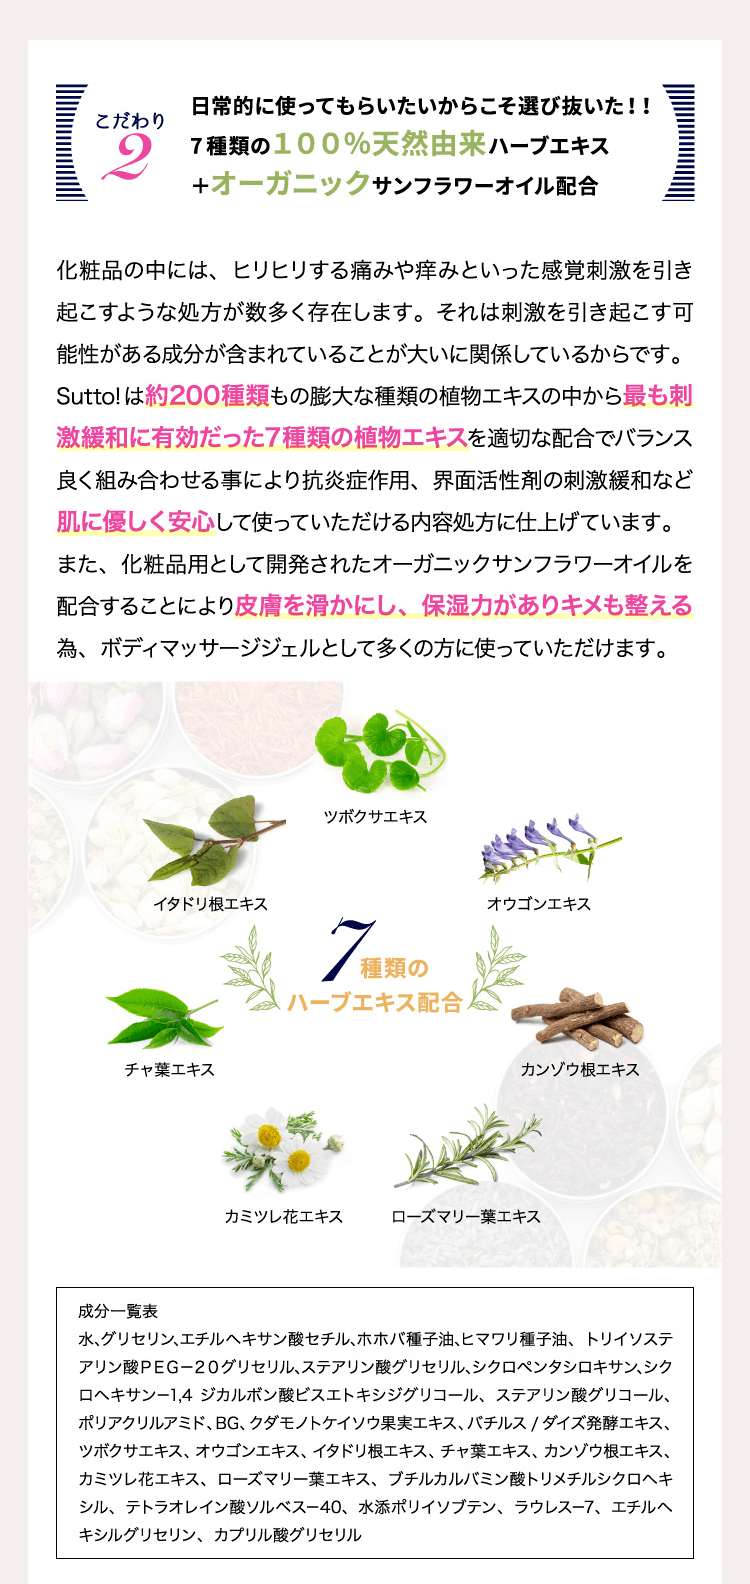 こだわり
2
日常的に使ってもらいたいからこそ選び抜いた！！
7種類の１００％天然由来ハーブエキス
＋オーガニックサンフラワーオイル配合
化粧品の中には、ヒリヒリする痛みや痒みといった感覚刺激を引き
起こすような処方が数多く存在します。それは刺激を引き起こす可
能性がある成分が含まれていることが大いに関係しているからです。
Sutto!は約200種類もの膨大な種類の植物エキスの中から最も刺
激緩和に有効だった7種類の植物エキスを適切な配合でバランス
良く組み合わせる事により抗炎症作用、界面活性剤の刺激緩和など
肌に優しく安心して使っていただける内容処方に仕上げています。
また、化粧品用として開発されたオーガニックサンフラワーオイルを
配合することにより皮膚を滑かにし、保湿力がありキメも整える
為、ボディマッサージジェルとして多くの方に使っていただけます。
ツボクサエキス
イタドリ根エキス
オウゴンエキス
7種類の
ハーブエキス配合
チャ葉エキス
カンゾウ根エキス
カミツレ花エキス
ローズマリー葉エキス
成分一覧表
水、グリセリン、エチルヘキサン酸セチル、ホホバ種子油、ヒマワリ種子油、トリイソステ
アリン酸ＰＥＧ－２０グリセリル、ステアリン酸グリセリル、シクロペンタシロキサン、シク
ロヘキサン－1,4 ジカルボン酸ビスエトキシジグリコール、ステアリン酸グリコール、
ポリアクリルアミド、BG、クダモノトケイソウ果実エキス、バチルス / ダイズ発酵エキス、
ツボクサエキス、オウゴンエキス、イタドリ根エキス、チャ葉エキス、カンゾウ根エキス、
カミツレ花エキス、ローズマリー葉エキス、ブチルカルバミン酸トリメチルシクロヘキ
シル、テトラオレイン酸ソルベス－40、水添ポリイソブテン、ラウレス－7、エチルヘ
キシルグリセリン、カプリル酸グリセリル